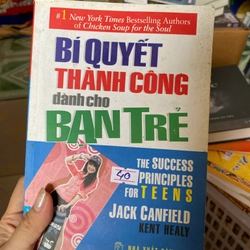 #1 New York Times Bestselling Authors
of Chicken Soup for the Soul
BÍ QUYẾT
THÀNH CÔNG
dành cho
BẠN TRẺ
THE SUCCESS
PRINCIPLES
FOR TEENS
40
JACK CANFIELD
KENT HEALY